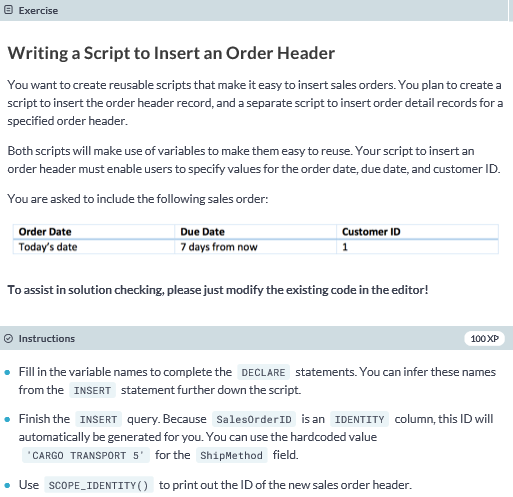 Exercise
Writing a Script to Insert an Order Header
You want to create reusable scripts that make it easy to insert sales orders. You plan to create a
script to insert the order header record, and a separate script to insert order detail records for a
specified order header.
Both scripts will make use of variables to make them easy to reuse. Your script to insert an
order header must enable users to specify values for the order date, due date, and customer ID.
You are asked to include the following sales order:
Order Date Due Date Customer ID
Today's date 7 days from now 1
To assist in solution checking, please just modify the existing code in the editor!
Instructions 100 XP
Fill in the variable names to complete the DECLARE statements. You can infer these names
from the INSERT statement further down the script.
Finish the INSERT query. Because SalesOrderID is an IDENTITY column, this ID will
automatically be generated for you. You can use the hardcoded value
'CARGO TRANSPORT 5' for the ShipMethod field.
Use SCOPE_IDENTITY() to print out the ID of the new sales order header.